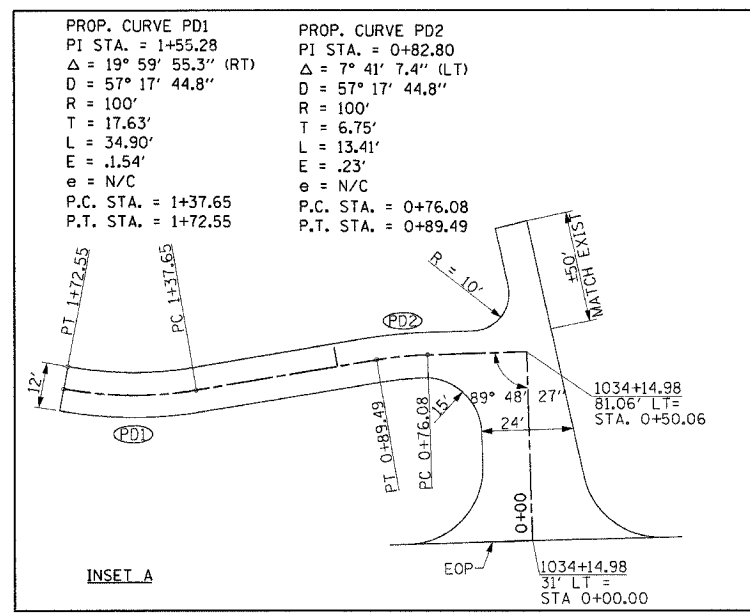 PROP. CURVE PD1
PI STA. = 1+55.28
Δ = 19° 59' 55.3" (RT)
D = 57° 17' 44.8"
R = 100'
T = 17.63'
L = 34.90'
E = .1.54'
e = N/C
P.C. STA. = 1+37.65
P.T. STA. = 1+72.55
PROP. CURVE PD2
PI STA. = 0+82.80
Δ = 7° 41' 7.4" (LT)
D = 57° 17' 44.8"
R = 100'
T = 6.75'
L = 13.41'
E = .23'
e = N/C
P.C. STA. = 0+76.08
P.T. STA. = 0+89.49
PT 1+72.55
PC 1+37.65
R = 10'
±50'
MATCH EXIST
PD2
12'
PD1
15'
89° 48' 27"
24'
1034+14.98
81.06' LT=
STA. 0+50.06
PT 0+89.49
PC 0+76.08
0+00
INSET A
EOP
1034+14.98
31' LT =
STA 0+00.00